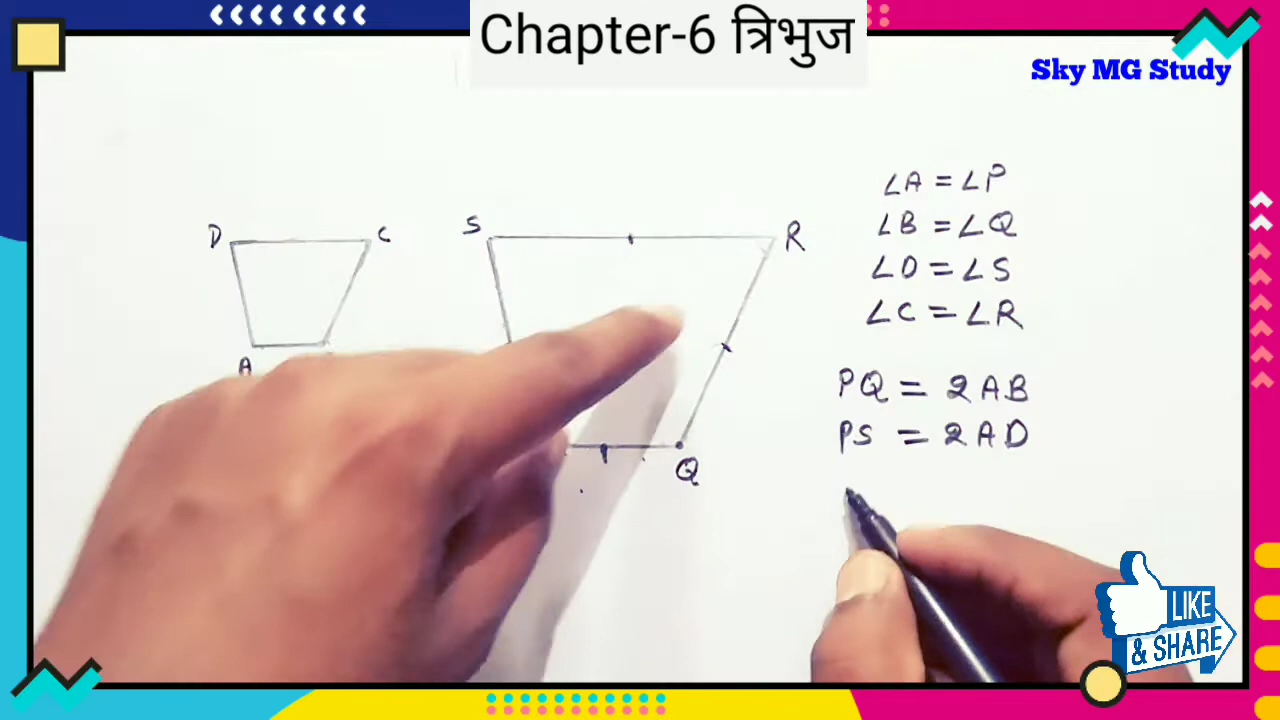 Chapter-6 त्रिभुज
Sky MG Study
D
C
S
R
A
Q
∠A = ∠P
∠B = ∠Q
∠D = ∠S
∠C = ∠R
PQ = 2AB
PS = 2AD
LIKE
& SHARE